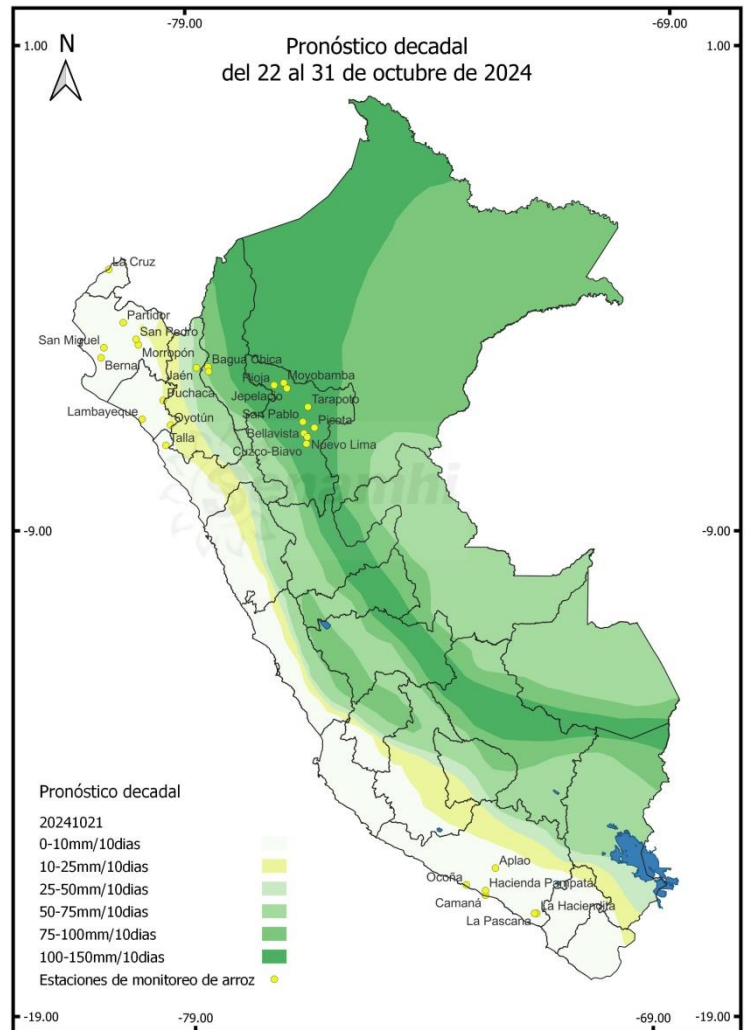 -79.00
-69.00
1.00
1.00
N
Pronóstico decadal
del 22 al 31 de octubre de 2024
La Cruz
Partidor
San Pedro
San Miguel
Morropón
Bernal
Jaén
Bagua Chica
Rioja
Moyobamba
Puchaca
Jepelacio
Tarapoto
Lambayeque
Oyotún
San Pablo
Picota
Talla
Bellavista
Nuevo Lima
Cuzco-Biavo
Senamhi
-9.00
-9.00
Pronóstico decadal
20241021
0-10mm/10dias
10-25mm/10dias
25-50mm/10dias
50-75mm/10dias
75-100mm/10dias
100-150mm/10dias
Estaciones de monitoreo de arroz
Aplao
Ocoña
Hacienda Pampatá
Camaná
La Haciendita
La Pascana
-19.00
-19.00
-79.00
-69.00